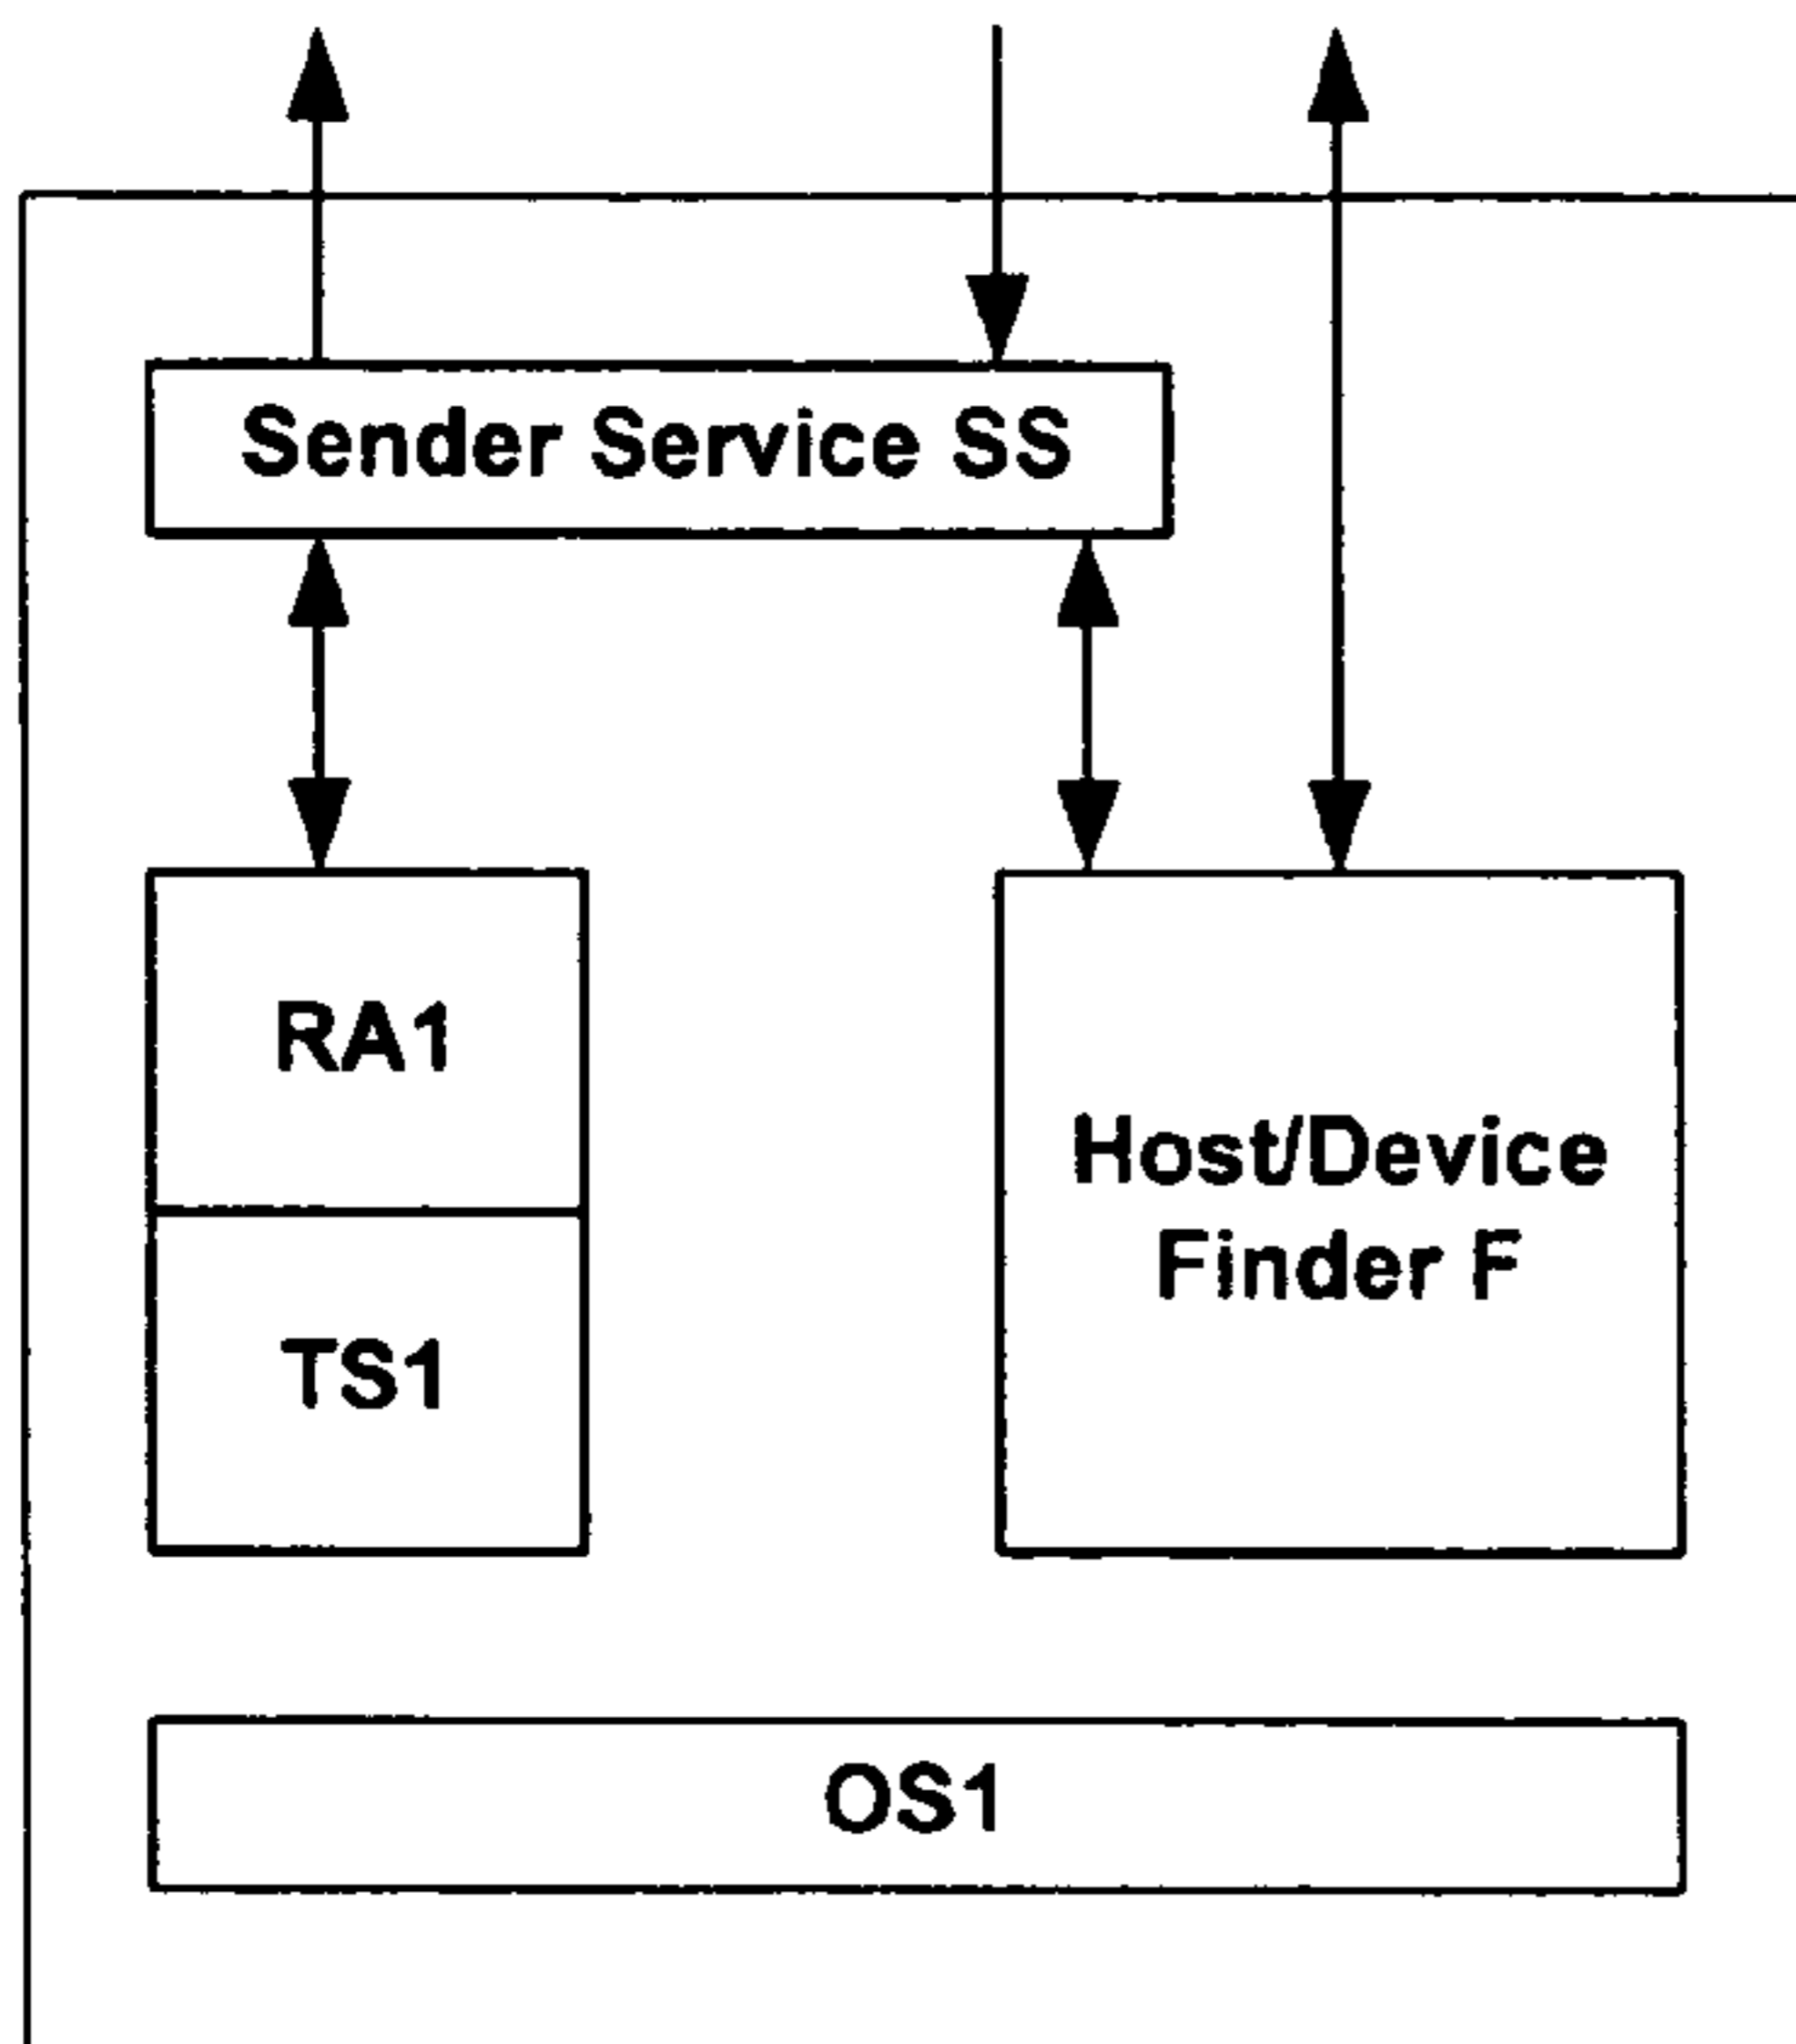 Sender Service SS
RA1
TS1
Host/Device
Finder F
OS1